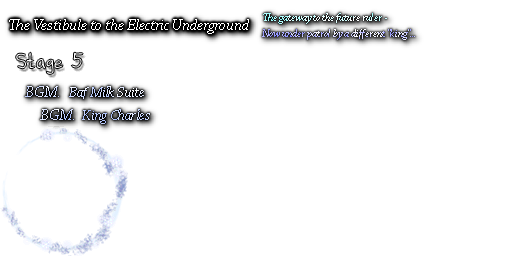 The Vestibule to the Electric Underground
The gateway to the future ruler -
Now under patrol by a different 'king'...
Stage 5
BGM. Baf Milk Suite
BGM. King Charles